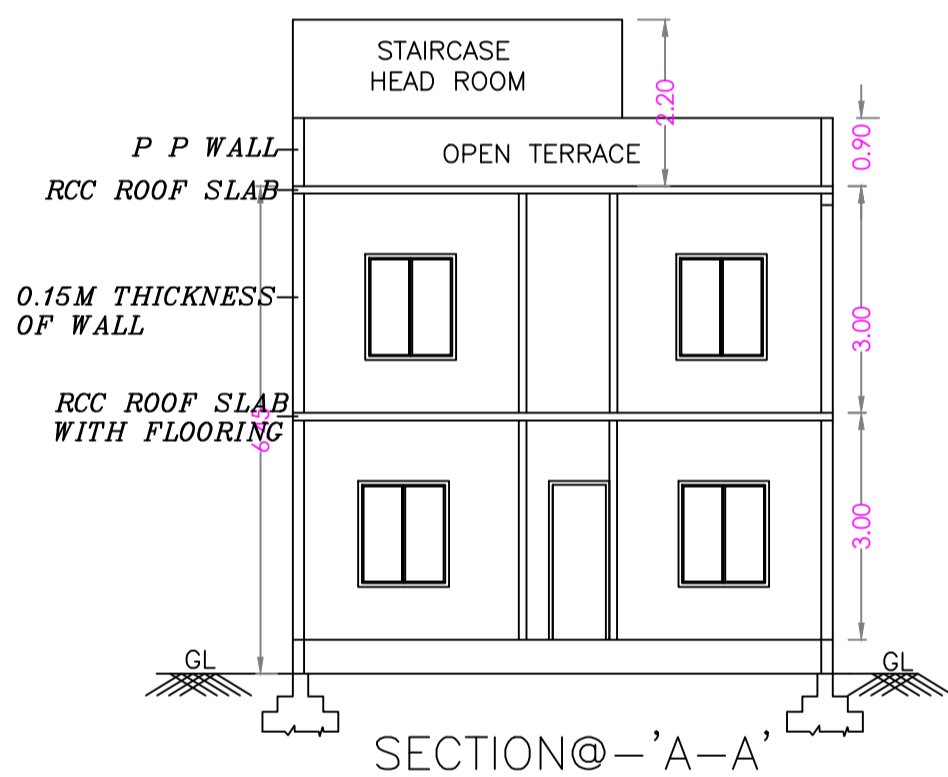 STAIRCASE
HEAD ROOM
2.20
P P WALL
OPEN TERRACE
0.90
RCC ROOF SLAB
0.15M THICKNESS
OF WALL
3.00
RCC ROOF SLAB
WITH FLOORING
6.45
3.00
GL
GL
SECTION@-'A-A'